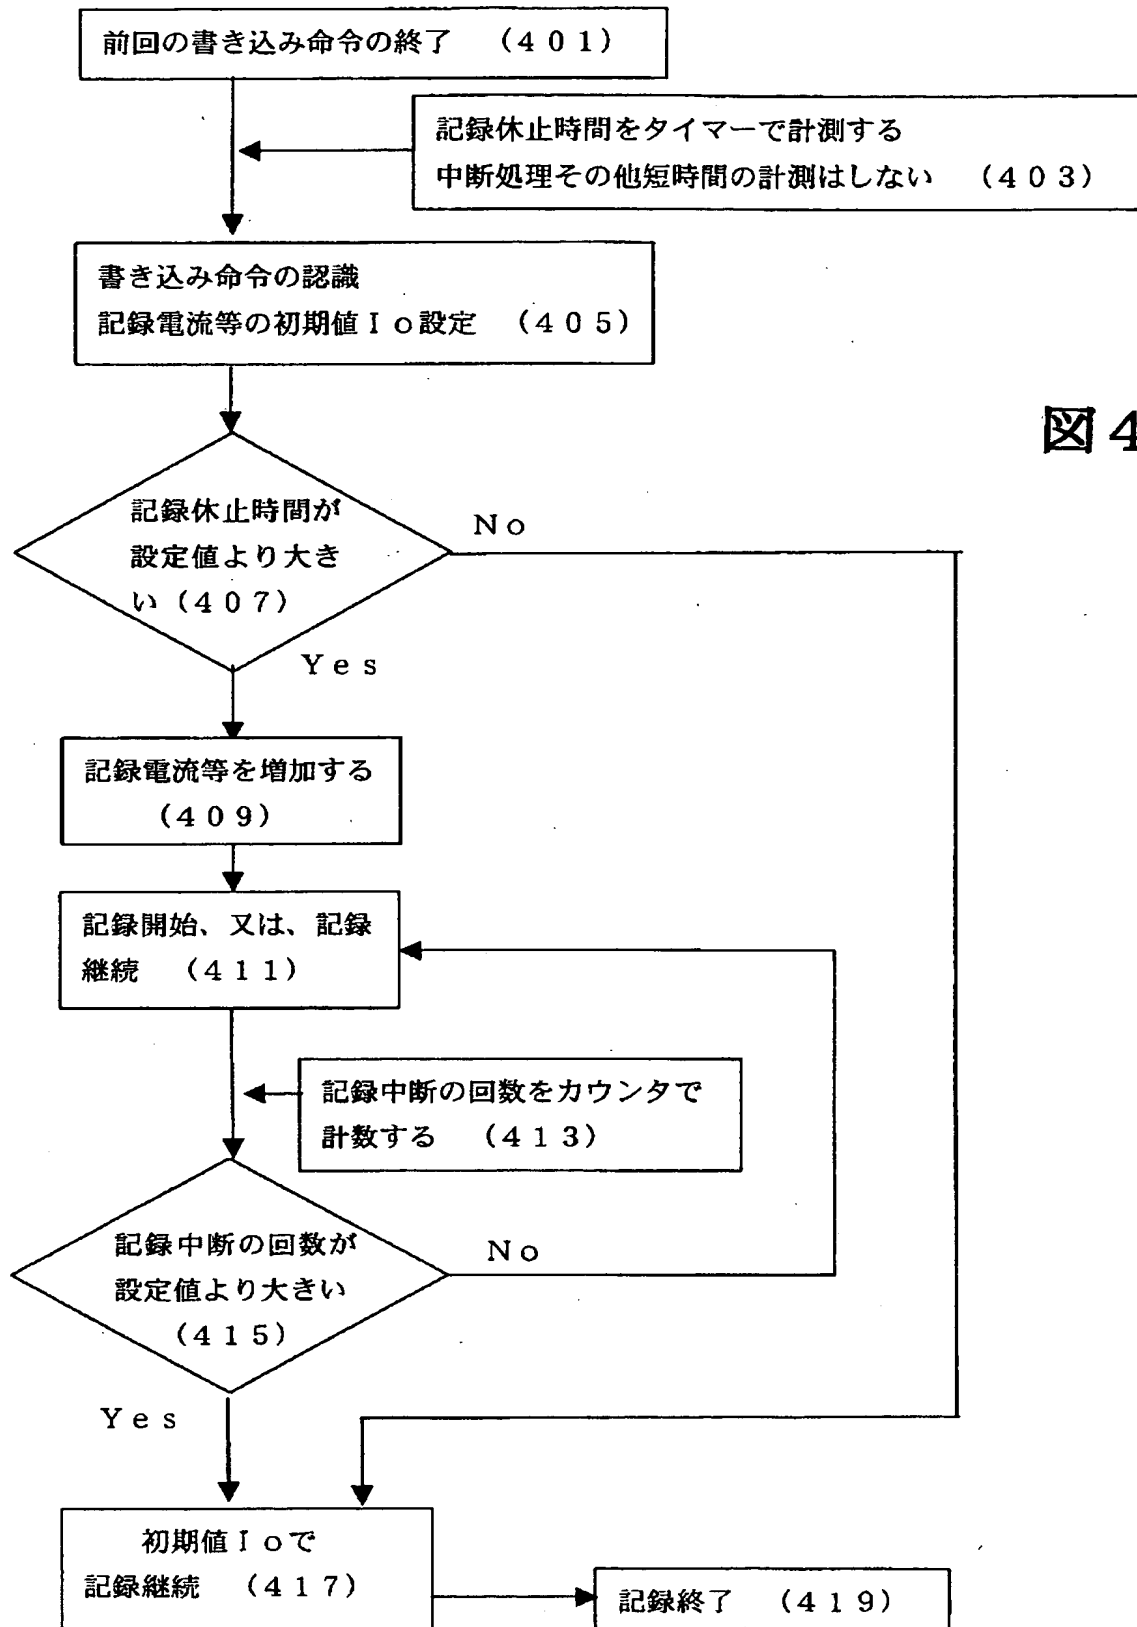 前回の書き込み命令の終了　（４０１）
記録休止時間をタイマーで計測する
中断処理その他短時間の計測はしない　（４０３）
書き込み命令の認識
記録電流等の初期値Ｉｏ設定　（４０５）
図４
記録休止時間が
設定値より大き
い（４０７）
Ｎｏ
Ｙｅｓ
記録電流等を増加する
（４０９）
記録開始、又は、記録
継続　（４１１）
記録中断の回数をカウンタで
計数する　（４１３）
記録中断の回数が
設定値より大きい
（４１５）
Ｎｏ
Ｙｅｓ
初期値Ｉｏで
記録継続　（４１７）
記録終了　（４１９）